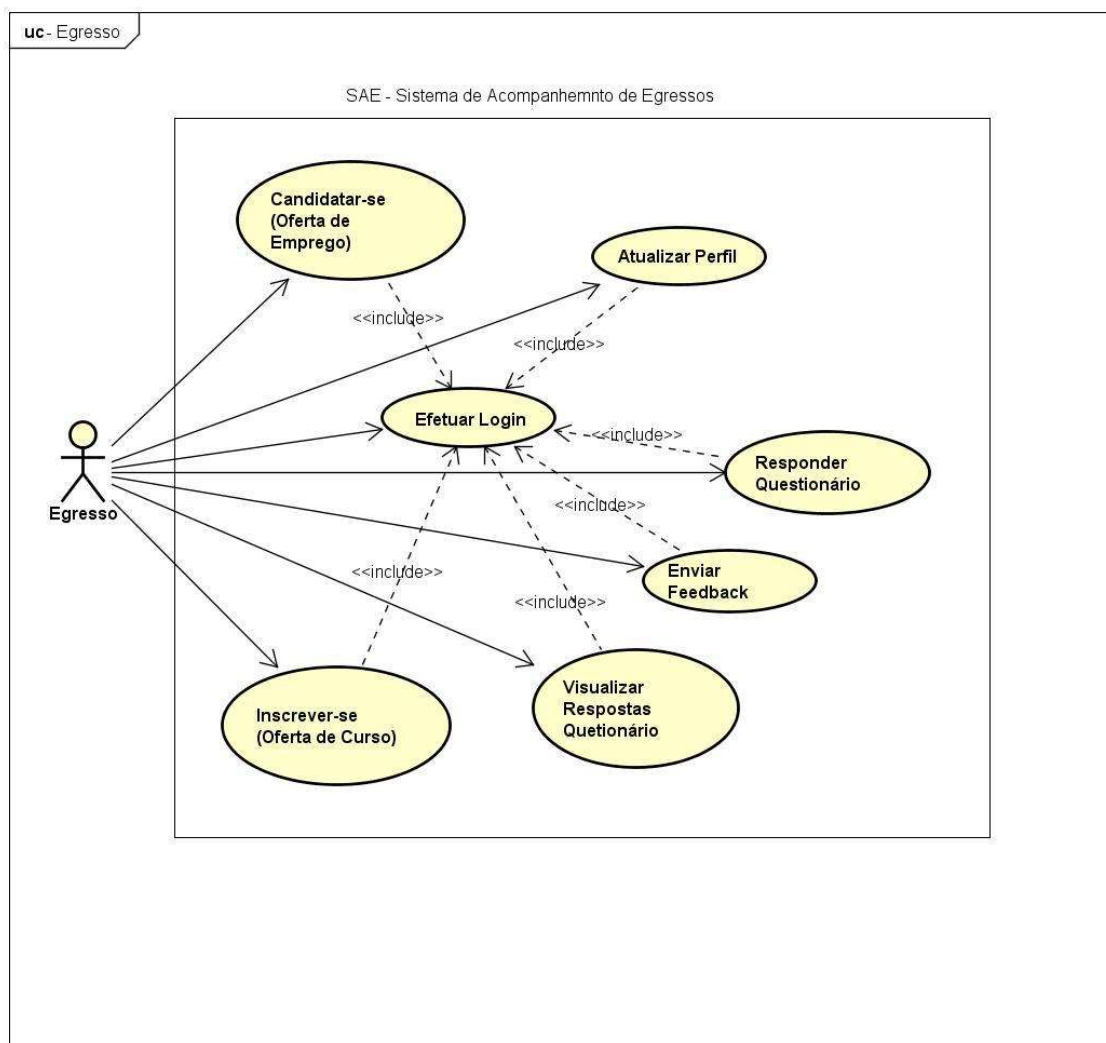 uc - Egresso
SAE - Sistema de Acompanhemnto de Egressos
Candidatar-se
(Oferta de
Emprego)
Atualizar Perfil
<<include>>
<<include>>
Efetuar Login
<<include>>
Responder
Questionário
Egresso
<<include>>
Enviar
Feedback
<<include>>
<<include>>
Visualizar
Respostas
Quetionário
Inscrever-se
(Oferta de Curso)